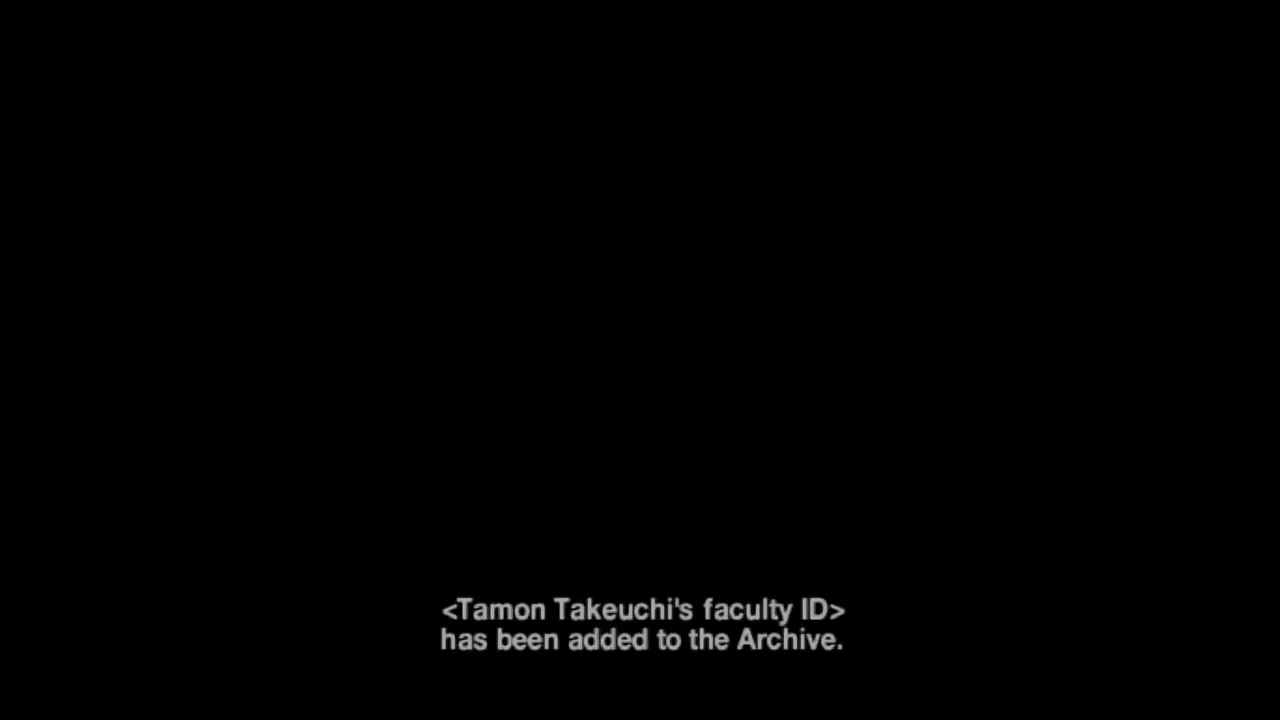 <Tamon Takeuchi's faculty ID>
has been added to the Archive.